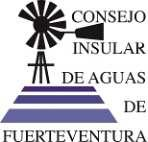 CONSEJO
INSULAR
DE AGUAS
DE
FUERTEVENTURA